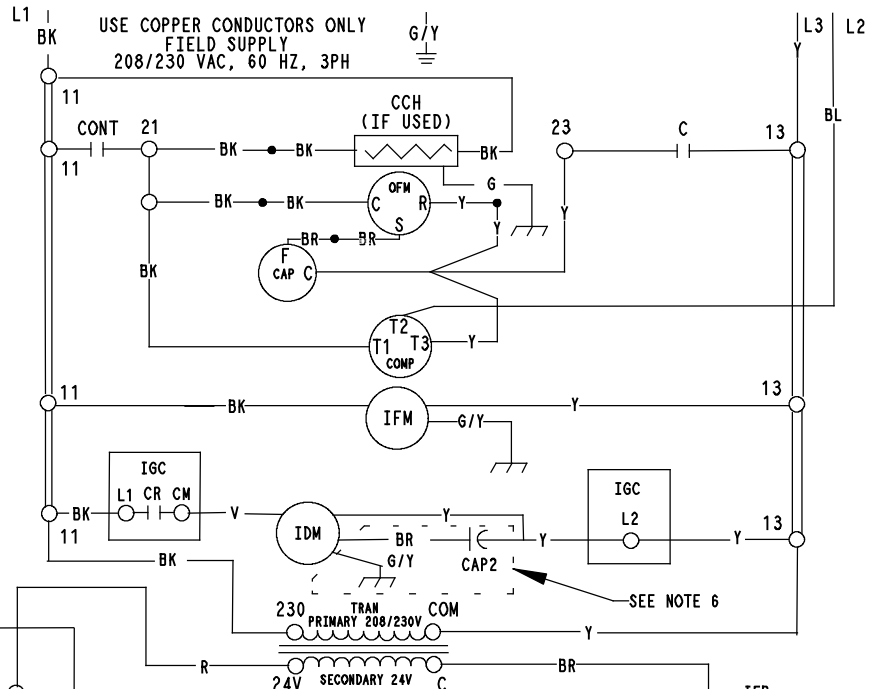 L1
USE COPPER CONDUCTORS ONLY
FIELD SUPPLY
208/230 VAC, 60 HZ, 3PH
G/Y
L3
L2
BK
Y
11
CCH
(IF USED)
BL
CONT
21
23
C
13
11
BK
BK
BK
G
OFM
BK
BK
C
R
Y
S
Y
Y
BR
BR
F
CAP
C
BK
T2
T1
T3
Y
COMP
11
13
BK
IFM
Y
G/Y
IGC
IGC
L1
CR
CM
L2
BK
V
Y
13
11
IDM
BR
Y
Y
BK
G/Y
CAP2
SEE NOTE 6
230
TRAN
COM
PRIMARY 208/230V
Y
R
BR
24V
SECONDARY 24V
C